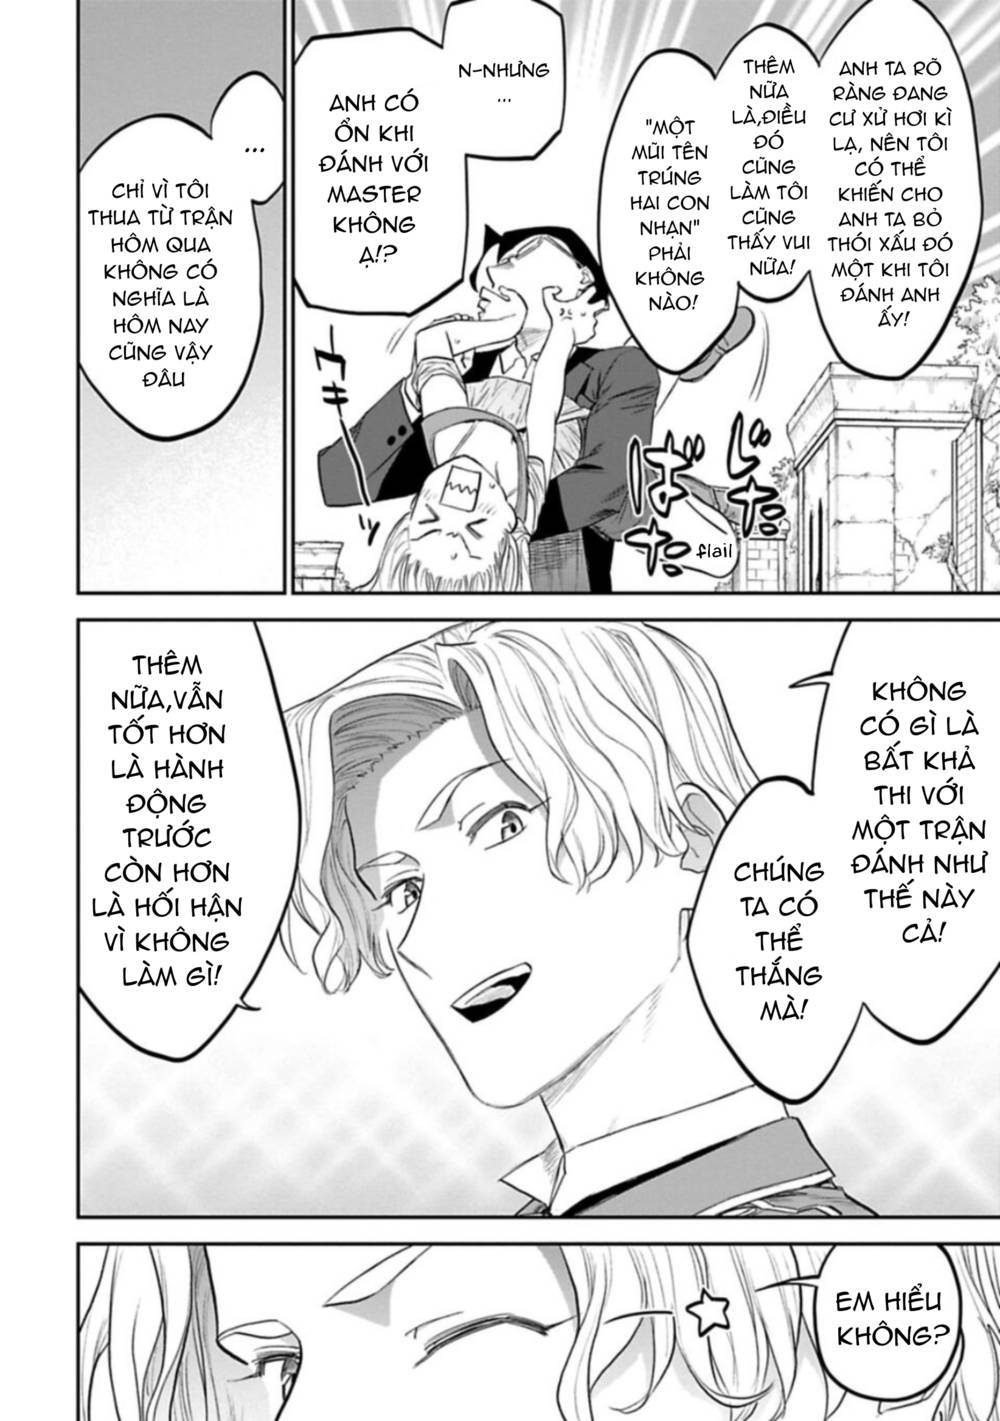 ANH TA RÕ
RÀNG ĐANG
CƯ XỬ HƠI KÌ
LẠ, NÊN TÔI
CÓ THỂ
KHIẾN CHO
ANH TA BỎ
THÓI XẤU ĐÓ
MỘT KHI TÔI
ĐÁNH ANH
ẤY!
THÊM
NỮA
LÀ,ĐIỀU
ĐÓ
CŨNG
LÀM TÔI
CŨNG
THẤY VUI
NỮA!
"MỘT
MŨI TÊN
TRÚNG
HAI CON
NHẠN"
PHẢI
KHÔNG
NÀO!
N-NHƯNG
...
ANH CÓ
ỔN KHI
ĐÁNH VỚI
MASTER
KHÔNG
Ạ!?
じたばた
flail
...
CHỈ VÌ TÔI
THUA TỪ TRẬN
HÔM QUA
KHÔNG CÓ
NGHĨA LÀ
HÔM NAY
CŨNG VẬY
ĐÂU
KHÔNG
CÓ GÌ LÀ
BẤT KHẢ
THI VỚI
MỘT TRẬN
ĐÁNH NHƯ
THẾ NÀY
CẢ!
CHÚNG
TA CÓ
THỂ
THẮNG
MÀ!
THÊM
NỮA,VẪN
TỐT HƠN
LÀ HÀNH
ĐỘNG
TRƯỚC
CÒN HƠN
LÀ HỐI HẬN
VÌ KHÔNG
LÀM GÌ!
EM HIỂU
KHÔNG?